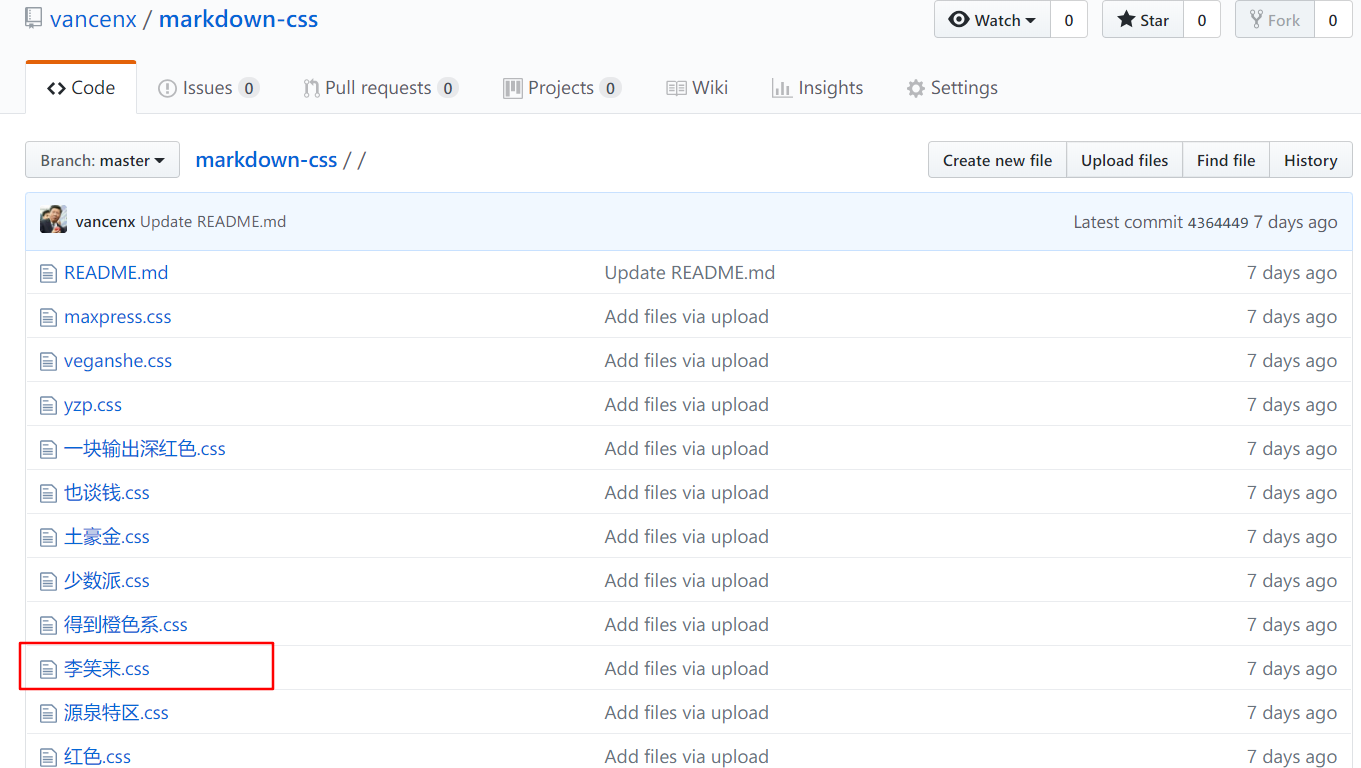 vancenx / markdown-css Watch 0 Star 0 Fork 0
Code Issues 0 Pull requests 0 Projects 0 Wiki Insights Settings
Branch: master markdown-css / / Create new file Upload files Find file History
vancenx Update README.md Latest commit 4364449 7 days ago
README.md Update README.md 7 days ago
maxpress.css Add files via upload 7 days ago
veganshe.css Add files via upload 7 days ago
yzp.css Add files via upload 7 days ago
一块输出深红色.css Add files via upload 7 days ago
也谈钱.css Add files via upload 7 days ago
土豪金.css Add files via upload 7 days ago
少数派.css Add files via upload 7 days ago
得到橙色系.css Add files via upload 7 days ago
李笑来.css Add files via upload 7 days ago
源泉特区.css Add files via upload 7 days ago
红色.css Add files via upload 7 days ago